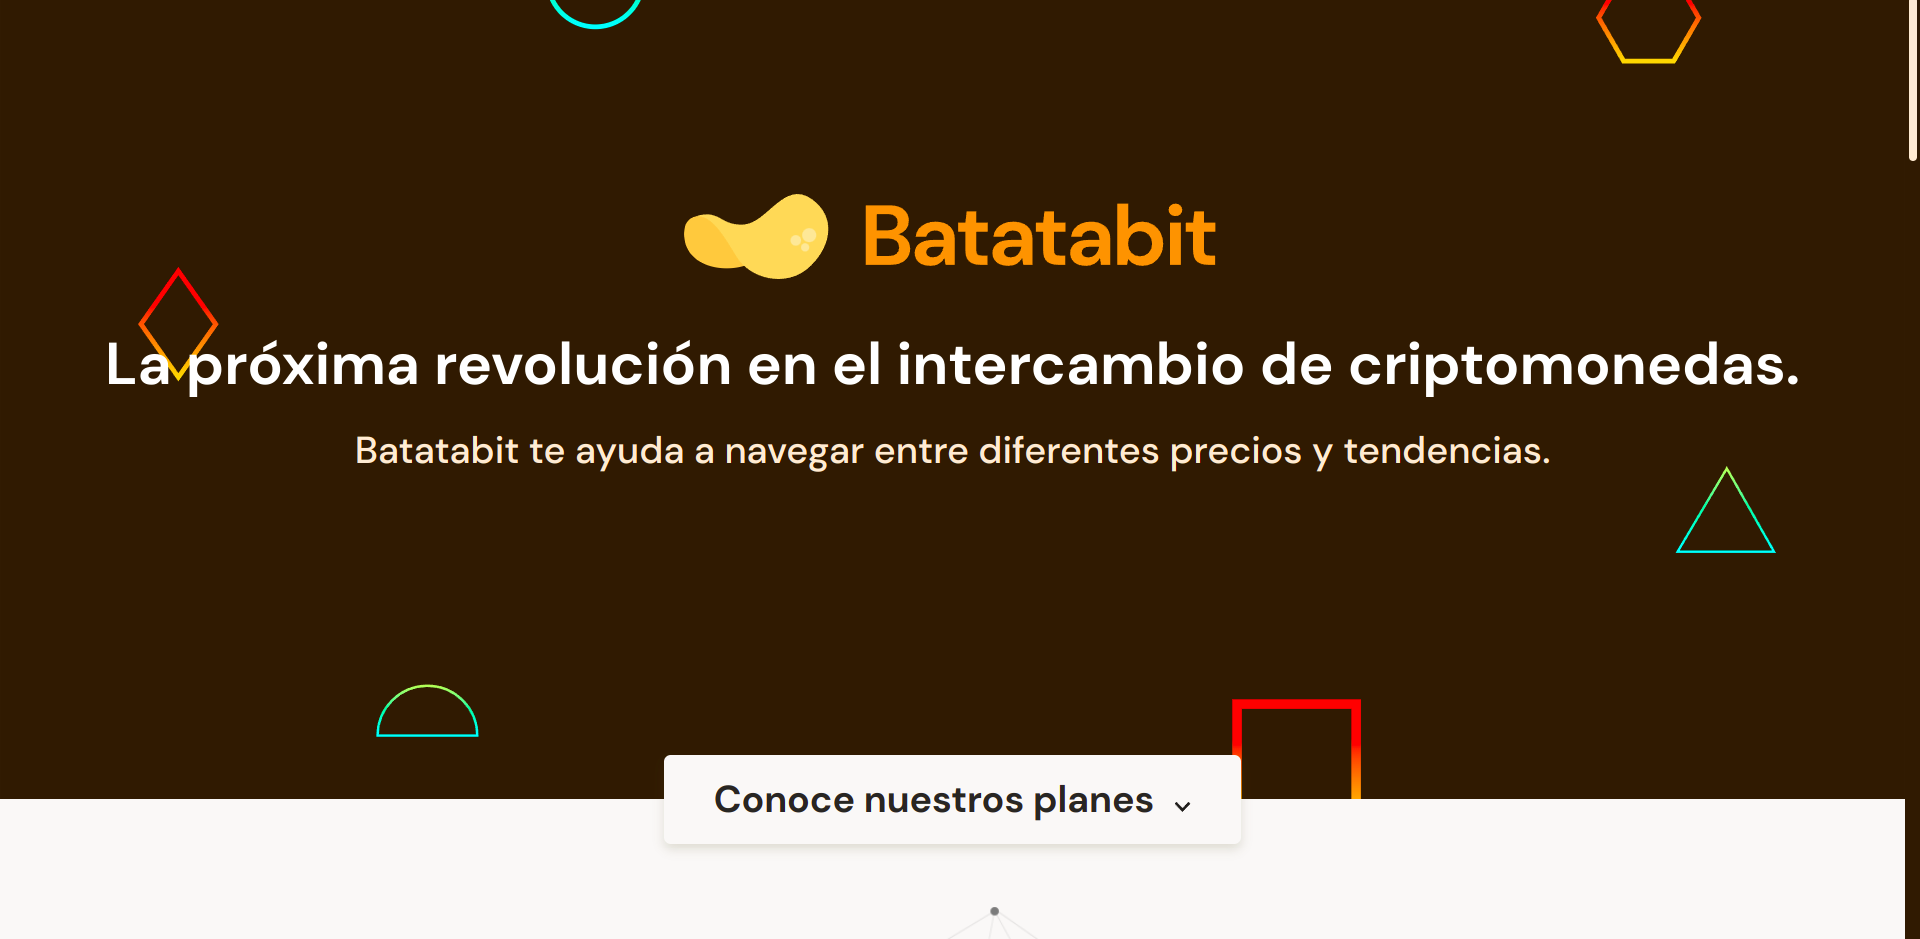 Batatabit
La próxima revolución en el intercambio de criptomonedas.
Batatabit te ayuda a navegar entre diferentes precios y tendencias.
Conoce nuestros planes